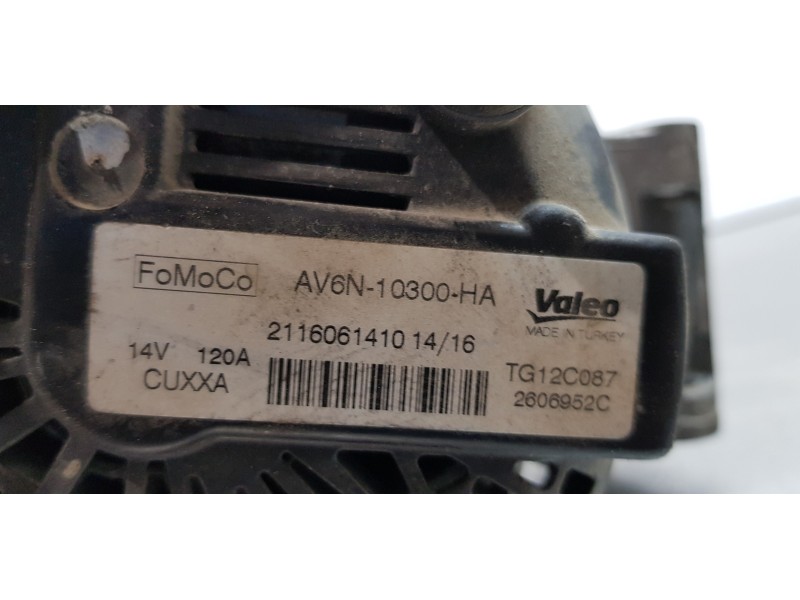 FoMoCo AV6N-10300-HA Valeo
MADE IN TURKEY
2116061410 14/16
14V 120A TG12C087
CUXXA 2606952C